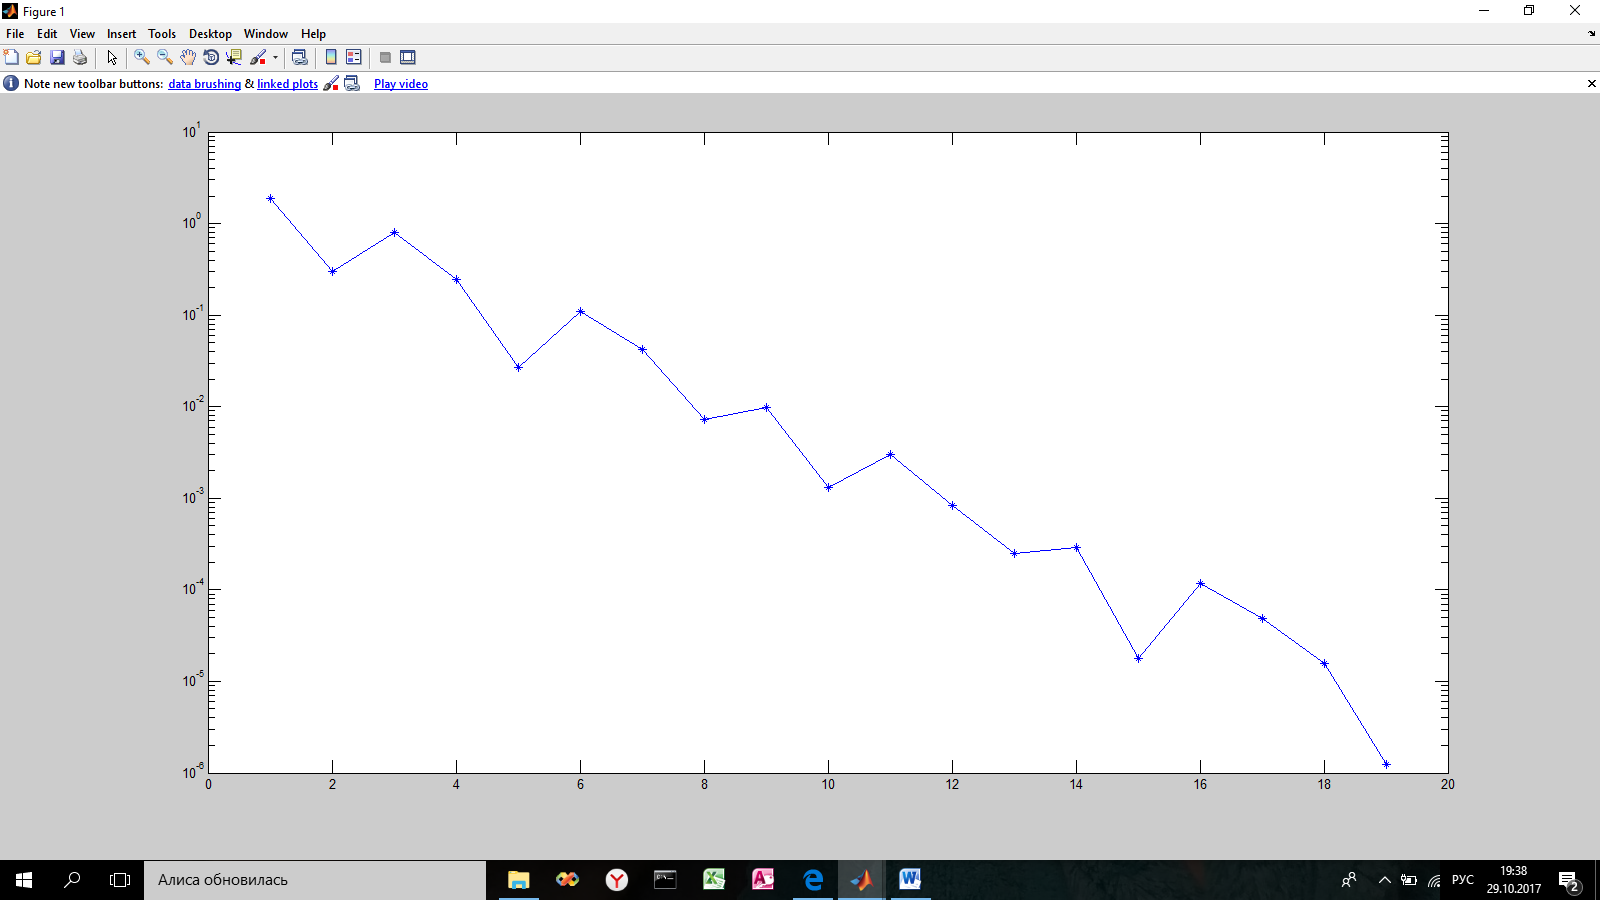 Figure 1
File Edit View Insert Tools Desktop Window Help
Note new toolbar buttons: data brushing & linked plots Play video
10^1
10^0
10^-1
10^-2
10^-3
10^-4
10^-5
10^-6
0 2 4 6 8 10 12 14 16 18 20
Алиса обновилась
РУС
19:38
29.10.2017
2